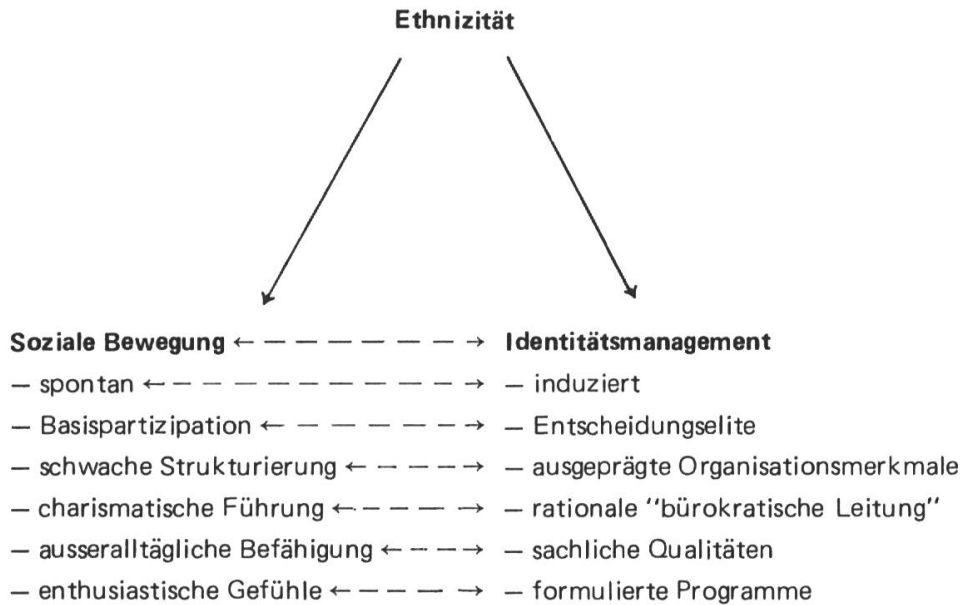 Ethnizität
Soziale Bewegung ← – – – – – – – → Identitätsmanagement
– spontan ← – – – – – – – – – → – induziert
– Basispartizipation ← – – – – – – → – Entscheidungselite
– schwache Strukturierung ← – – – → – ausgeprägte Organisationsmerkmale
– charismatische Führung ← – – – → – rationale "bürokratische Leitung"
– ausseralltägliche Befähigung ← – – → – sachliche Qualitäten
– enthusiastische Gefühle ← – – – → – formulierte Programme